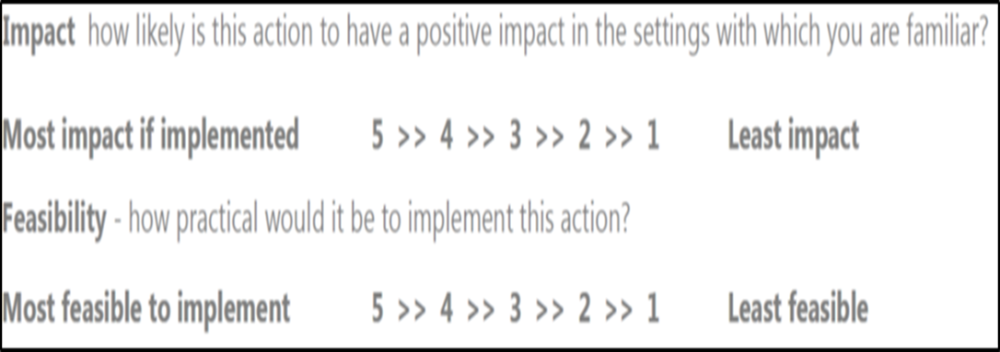 Impact how likely is this action to have a positive impact in the settings with which you are familiar?
Most impact if implemented 5 >> 4 >> 3 >> 2 >> 1 Least impact
Feasibility - how practical would it be to implement this action?
Most feasible to implement 5 >> 4 >> 3 >> 2 >> 1 Least feasible